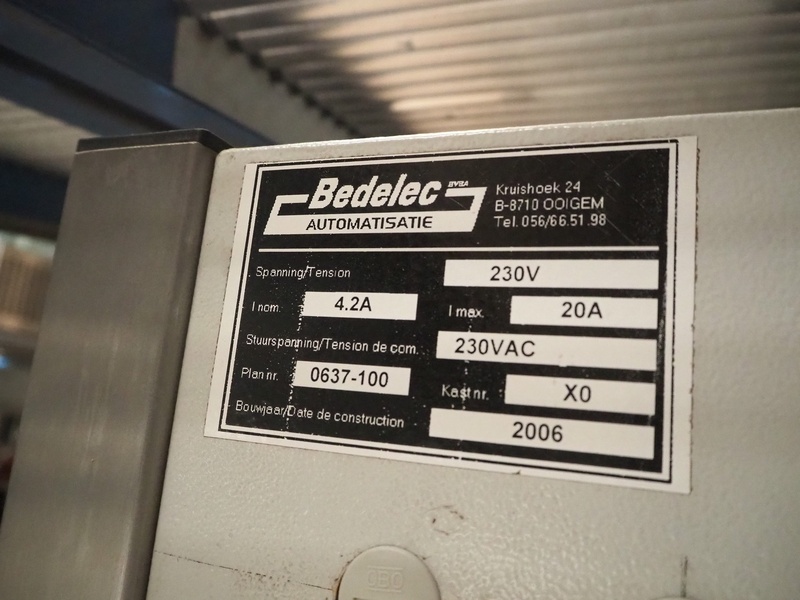 Bedelec BVBA
AUTOMATISATIE
Kruishoek 24
B-8710 OOIGEM
Tel. 056/66.51.98
Spanning/Tension 230V
I nom. 4.2A I max. 20A
Stuurspanning/Tension de com. 230VAC
Plan nr. 0637-100 Kast nr. X0
Bouwjaar/Date de construction 2006
OBO